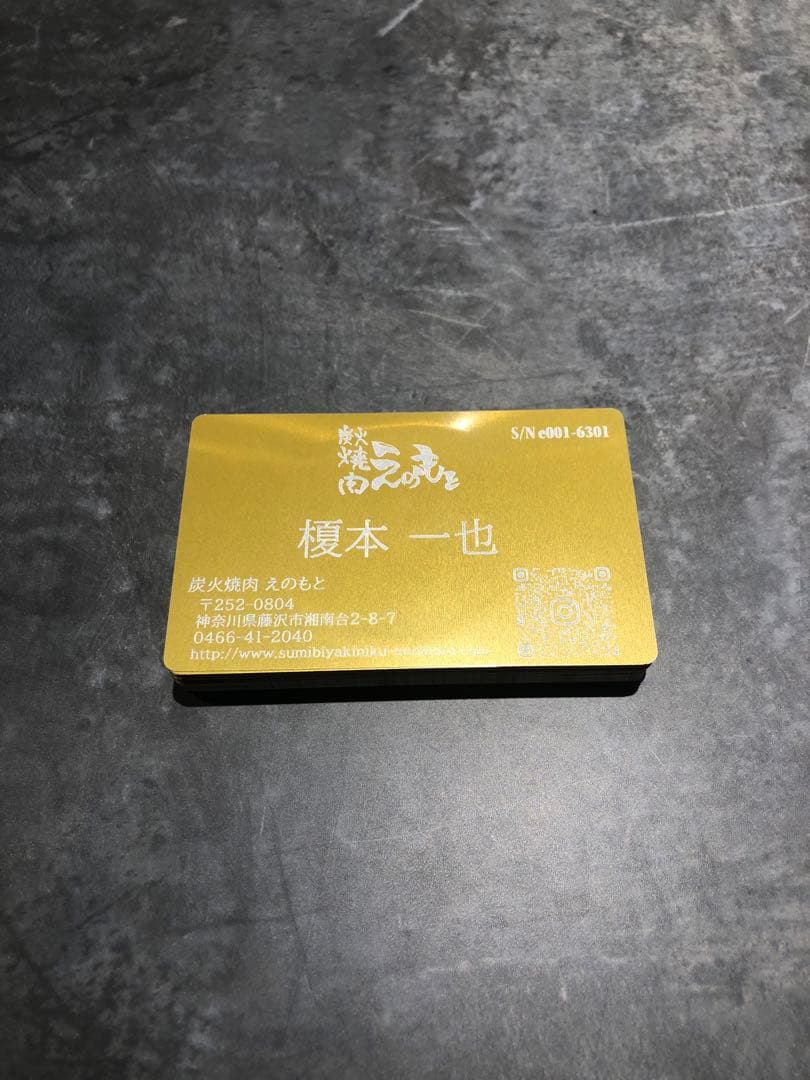 炭火
焼肉
えのもと
S/N e001-6301
榎本 一也
炭火焼肉 えのもと
〒252-0804
神奈川県藤沢市湘南台2-8-7
0466-41-2040